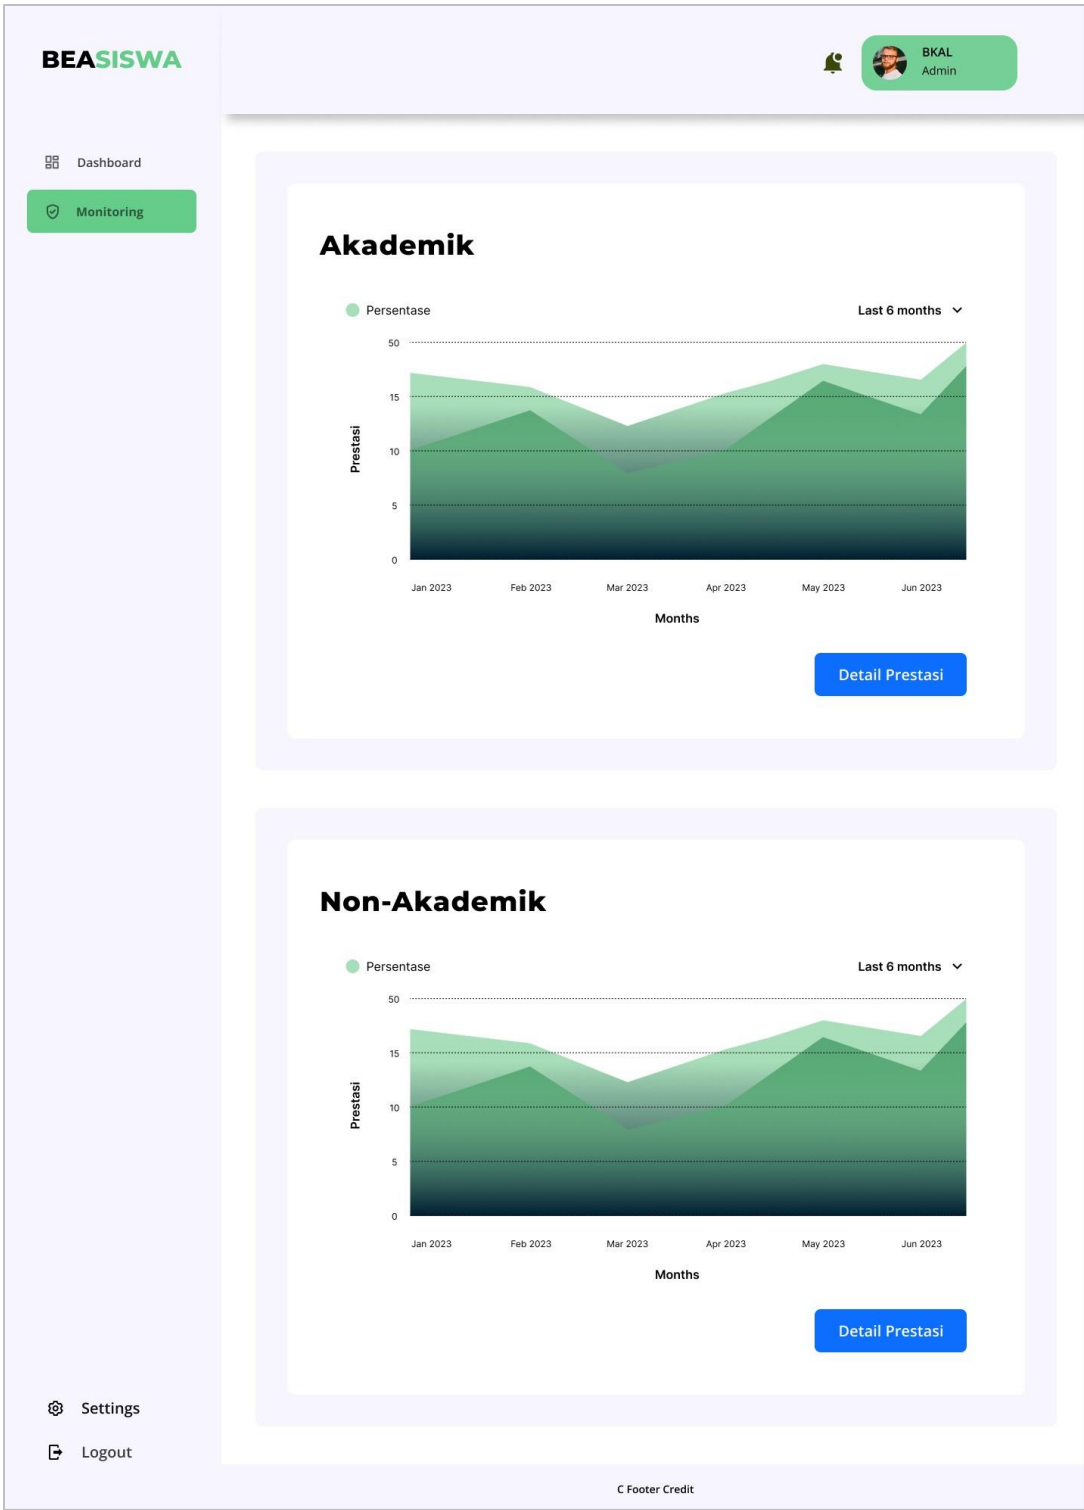 BEASISWA
BKAL
Admin
Dashboard
Monitoring
Akademik
Persentase
Last 6 months
50
15
10
5
0
Prestasi
Jan 2023 Feb 2023 Mar 2023 Apr 2023 May 2023 Jun 2023
Months
Detail Prestasi
Non-Akademik
Persentase
Last 6 months
50
15
10
5
0
Prestasi
Jan 2023 Feb 2023 Mar 2023 Apr 2023 May 2023 Jun 2023
Months
Detail Prestasi
Settings
Logout
C Footer Credit